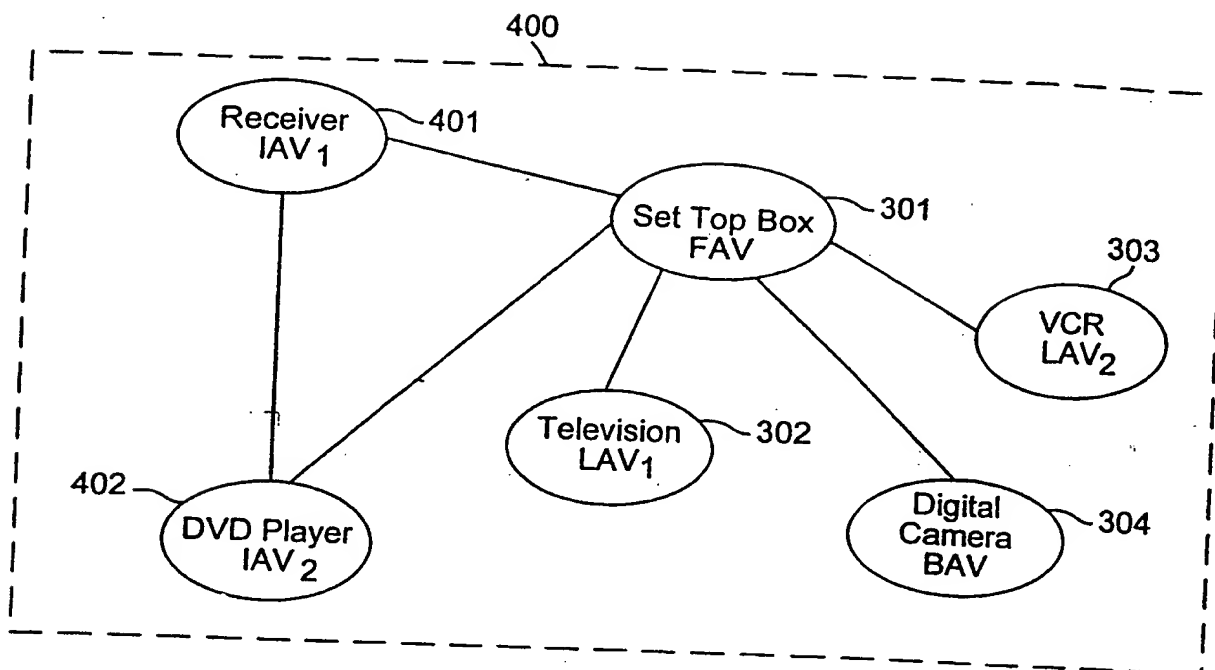 400
Receiver
IAV1
401
Set Top Box
FAV
301
303
VCR
LAV2
Television
LAV1
302
402
DVD Player
IAV2
Digital
Camera
BAV
304